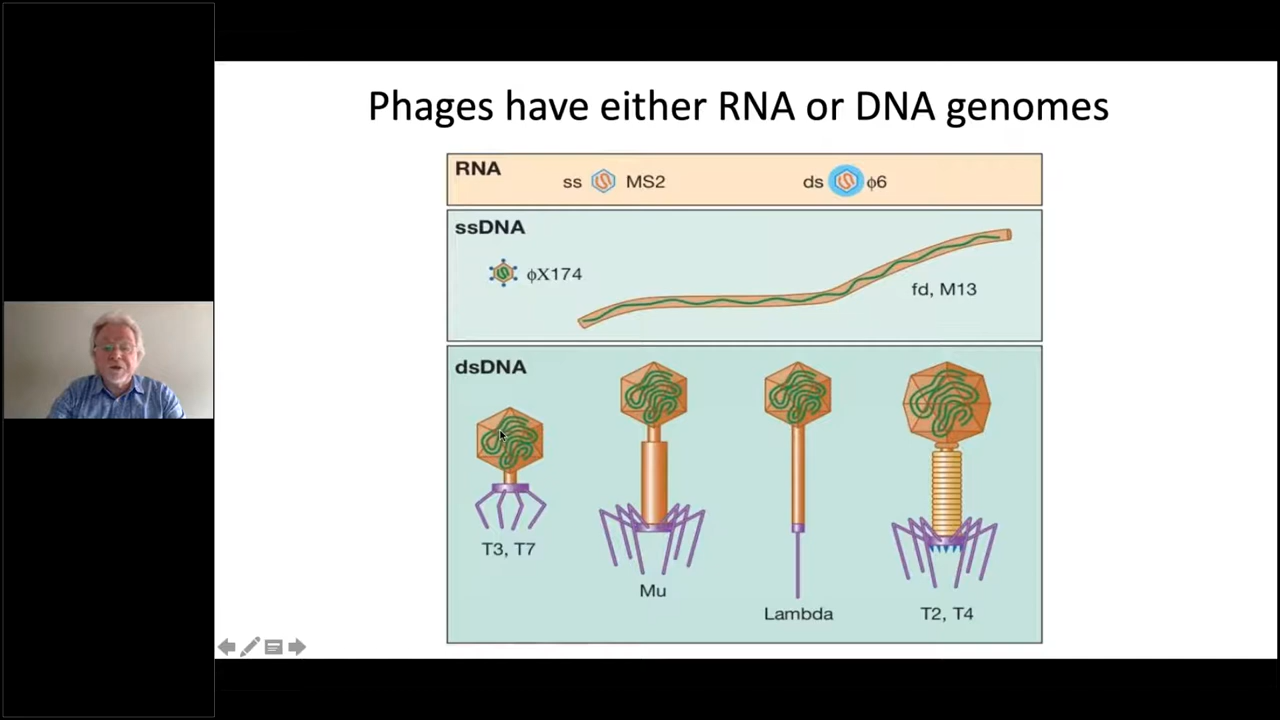 Phages have either RNA or DNA genomes
RNA
ss MS2
ds ϕ6
ssDNA
ϕX174
fd, M13
dsDNA
T3, T7
Mu
Lambda
T2, T4